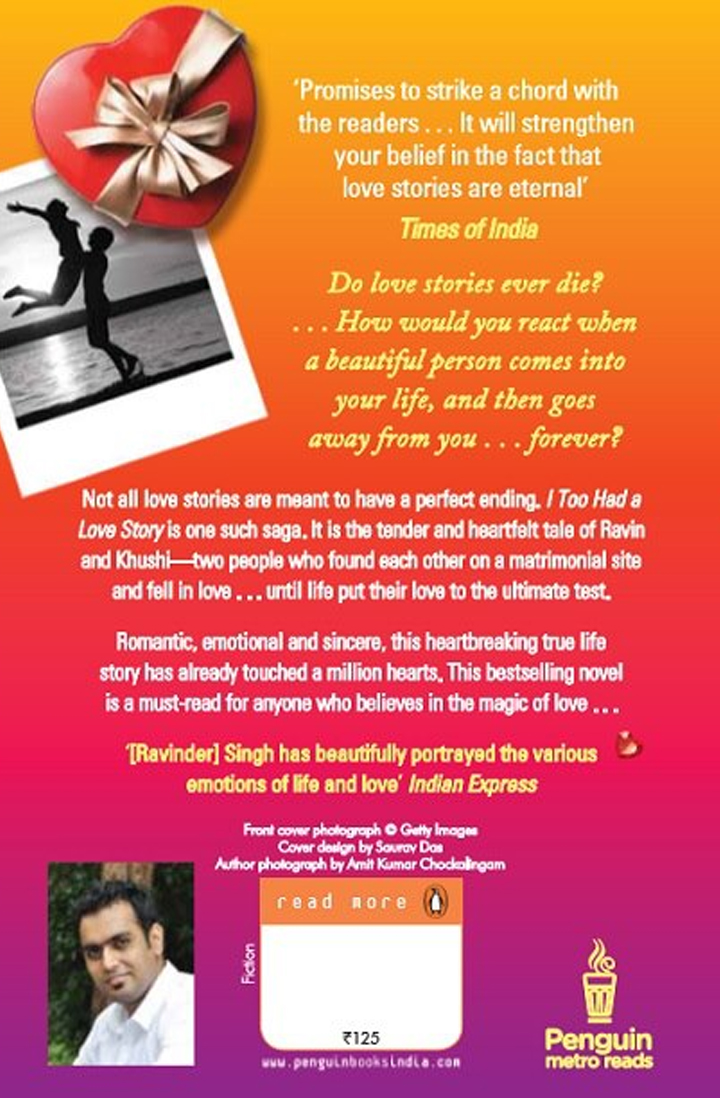 ‘Promises to strike a chord with
the readers . . . It will strengthen
your belief in the fact that
love stories are eternal’
Times of India
Do love stories ever die?
. . . How would you react when
a beautiful person comes into
your life, and then goes
away from you . . . forever?
Not all love stories are meant to have a perfect ending. I Too Had a
Love Story is one such saga. It is the tender and heartfelt tale of Ravin
and Khushi—two people who found each other on a matrimonial site
and fell in love . . . until life put their love to the ultimate test.
Romantic, emotional and sincere, this heartbreaking true life
story has already touched a million hearts. This bestselling novel
is a must-read for anyone who believes in the magic of love . . .
‘[Ravinder] Singh has beautifully portrayed the various
emotions of life and love’ Indian Express
Front cover photograph © Getty Images
Cover design by Saurav Das
Author photograph by Amit Kumar Chockalingam
read more
Fiction
₹125
www.penguinbooksindia.com
Penguin
metro reads